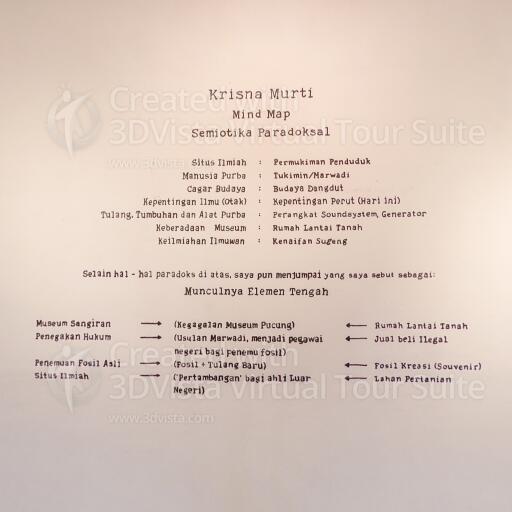 Krisna Murti
Mind Map
Semiotika Paradoksal
Situs Ilmiah : Permukiman Penduduk
Manusia Purba : Tukimin/Marwadi
Cagar Budaya : Budaya Dangdut
Kepentingan Ilmu (Otak) : Kepentingan Perut (Hari ini)
Tulang, Tumbuhan dan Alat Purba : Perangkat Soundsystem, Generator
Keberadaan Museum : Rumah Lantai Tanah
Keilmiahan Ilmuwan : Kenaifan Sugeng
Selain hal - hal paradoks di atas, saya pun menjumpai yang saya sebut sebagai:
Munculnya Elemen Tengah
Museum Sangiran → (Kegagalan Museum Pucung) ← Rumah Lantai Tanah
Penegakan Hukum → (Usulan Marwadi, menjadi pegawai ← Jual beli Ilegal
negeri bagi penemu fosil)
Penemuan Fosil Asli → (Fosil + Tulang Baru) ← Fosil Kreasi (Souvenir)
Situs Ilmiah → ('Pertambangan' bagi ahli Luar ← Lahan Pertanian
Negeri)
Created with
3DVista Virtual Tour Suite
www.3dvista.com
Created with
3DVista Virtual Tour Suite
www.3dvista.com